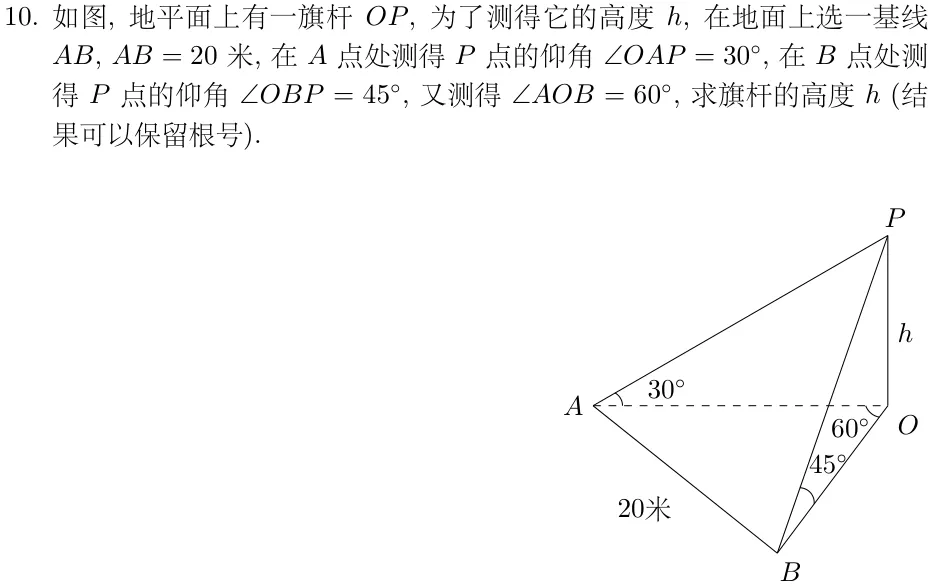 10. 如图, 地平面上有一旗杆 OP, 为了测得它的高度 h, 在地面上选一基线
AB, AB = 20 米, 在 A 点处测得 P 点的仰角 ∠OAP = 30°, 在 B 点处测
得 P 点的仰角 ∠OBP = 45°, 又测得 ∠AOB = 60°, 求旗杆的高度 h (结
果可以保留根号).
P
h
30°
A
60°
O
45°
20米
B